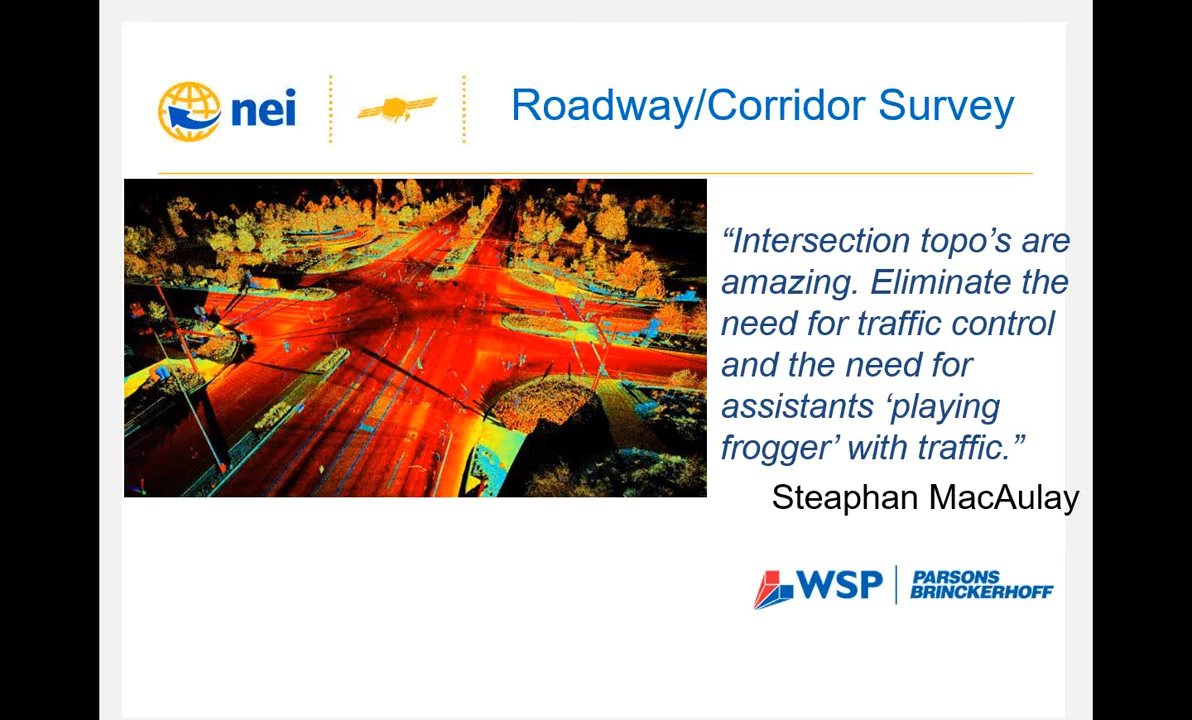 nei
Roadway/Corridor Survey
“Intersection topo’s are
amazing. Eliminate the
need for traffic control
and the need for
assistants ‘playing
frogger’ with traffic.”
Steaphan MacAulay
WSP
PARSONS
BRINCKERHOFF